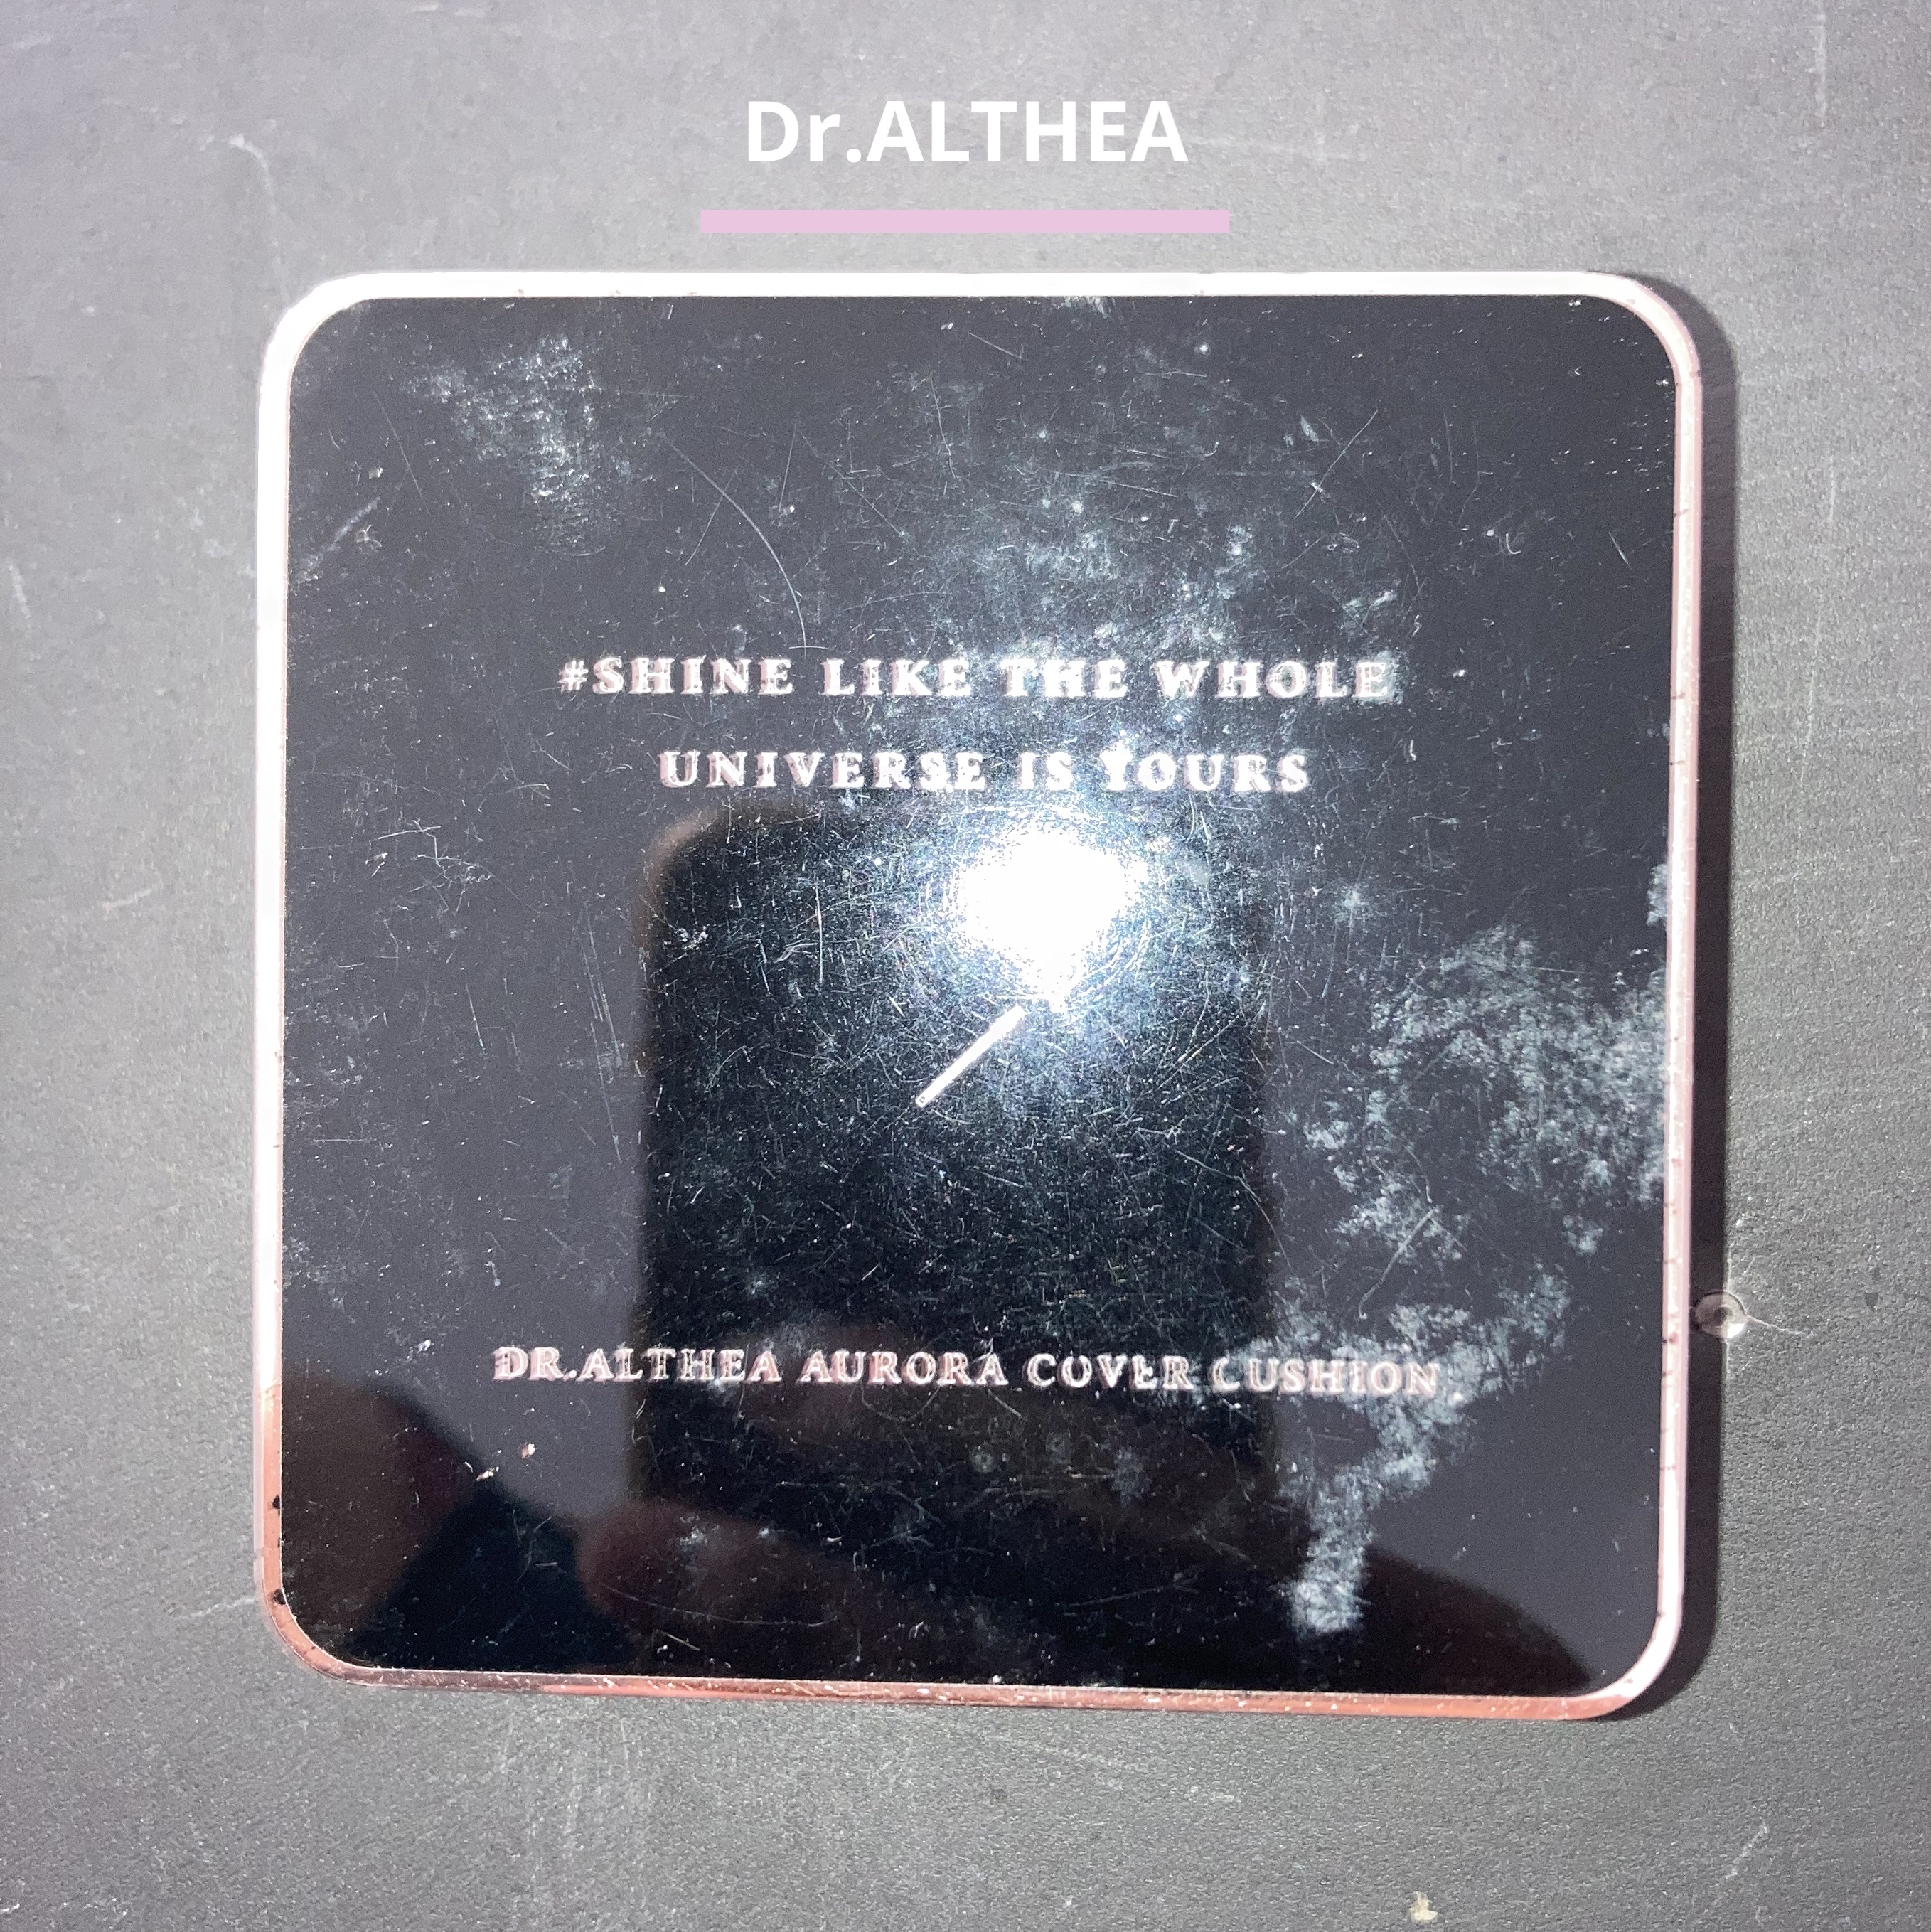 Dr.ALTHEA
#SHINE LIKE THE WHOLE
UNIVERSE IS YOURS
DR.ALTHEA AURORA COVER CUSHION